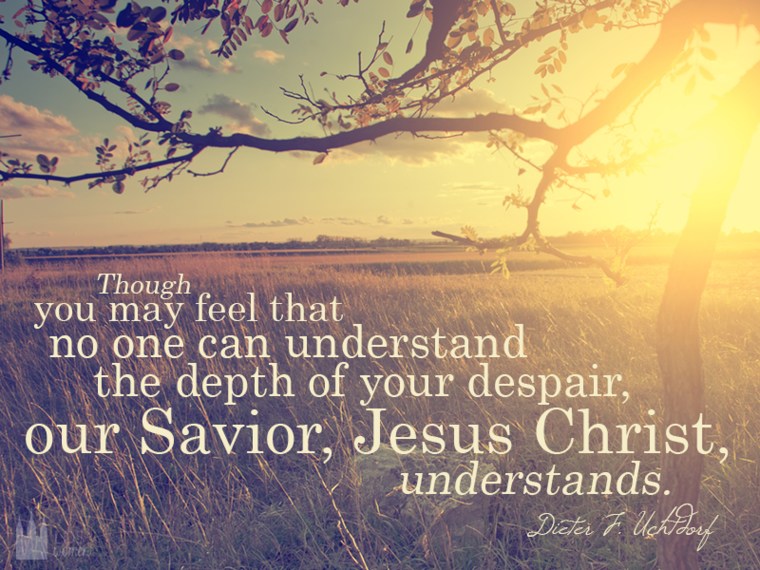 Though
you may feel that
no one can understand
the depth of your despair,
our Savior, Jesus Christ,
understands.
Dieter F. Uchtdorf